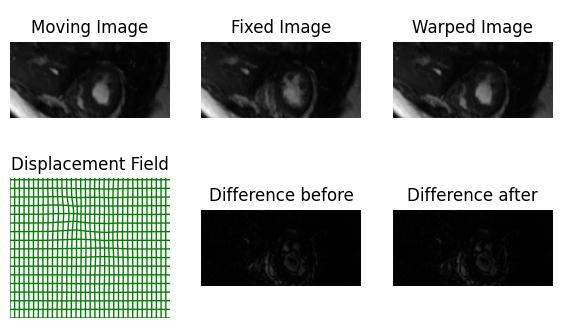 Moving Image
Fixed Image
Warped Image
Displacement Field
Difference before
Difference after